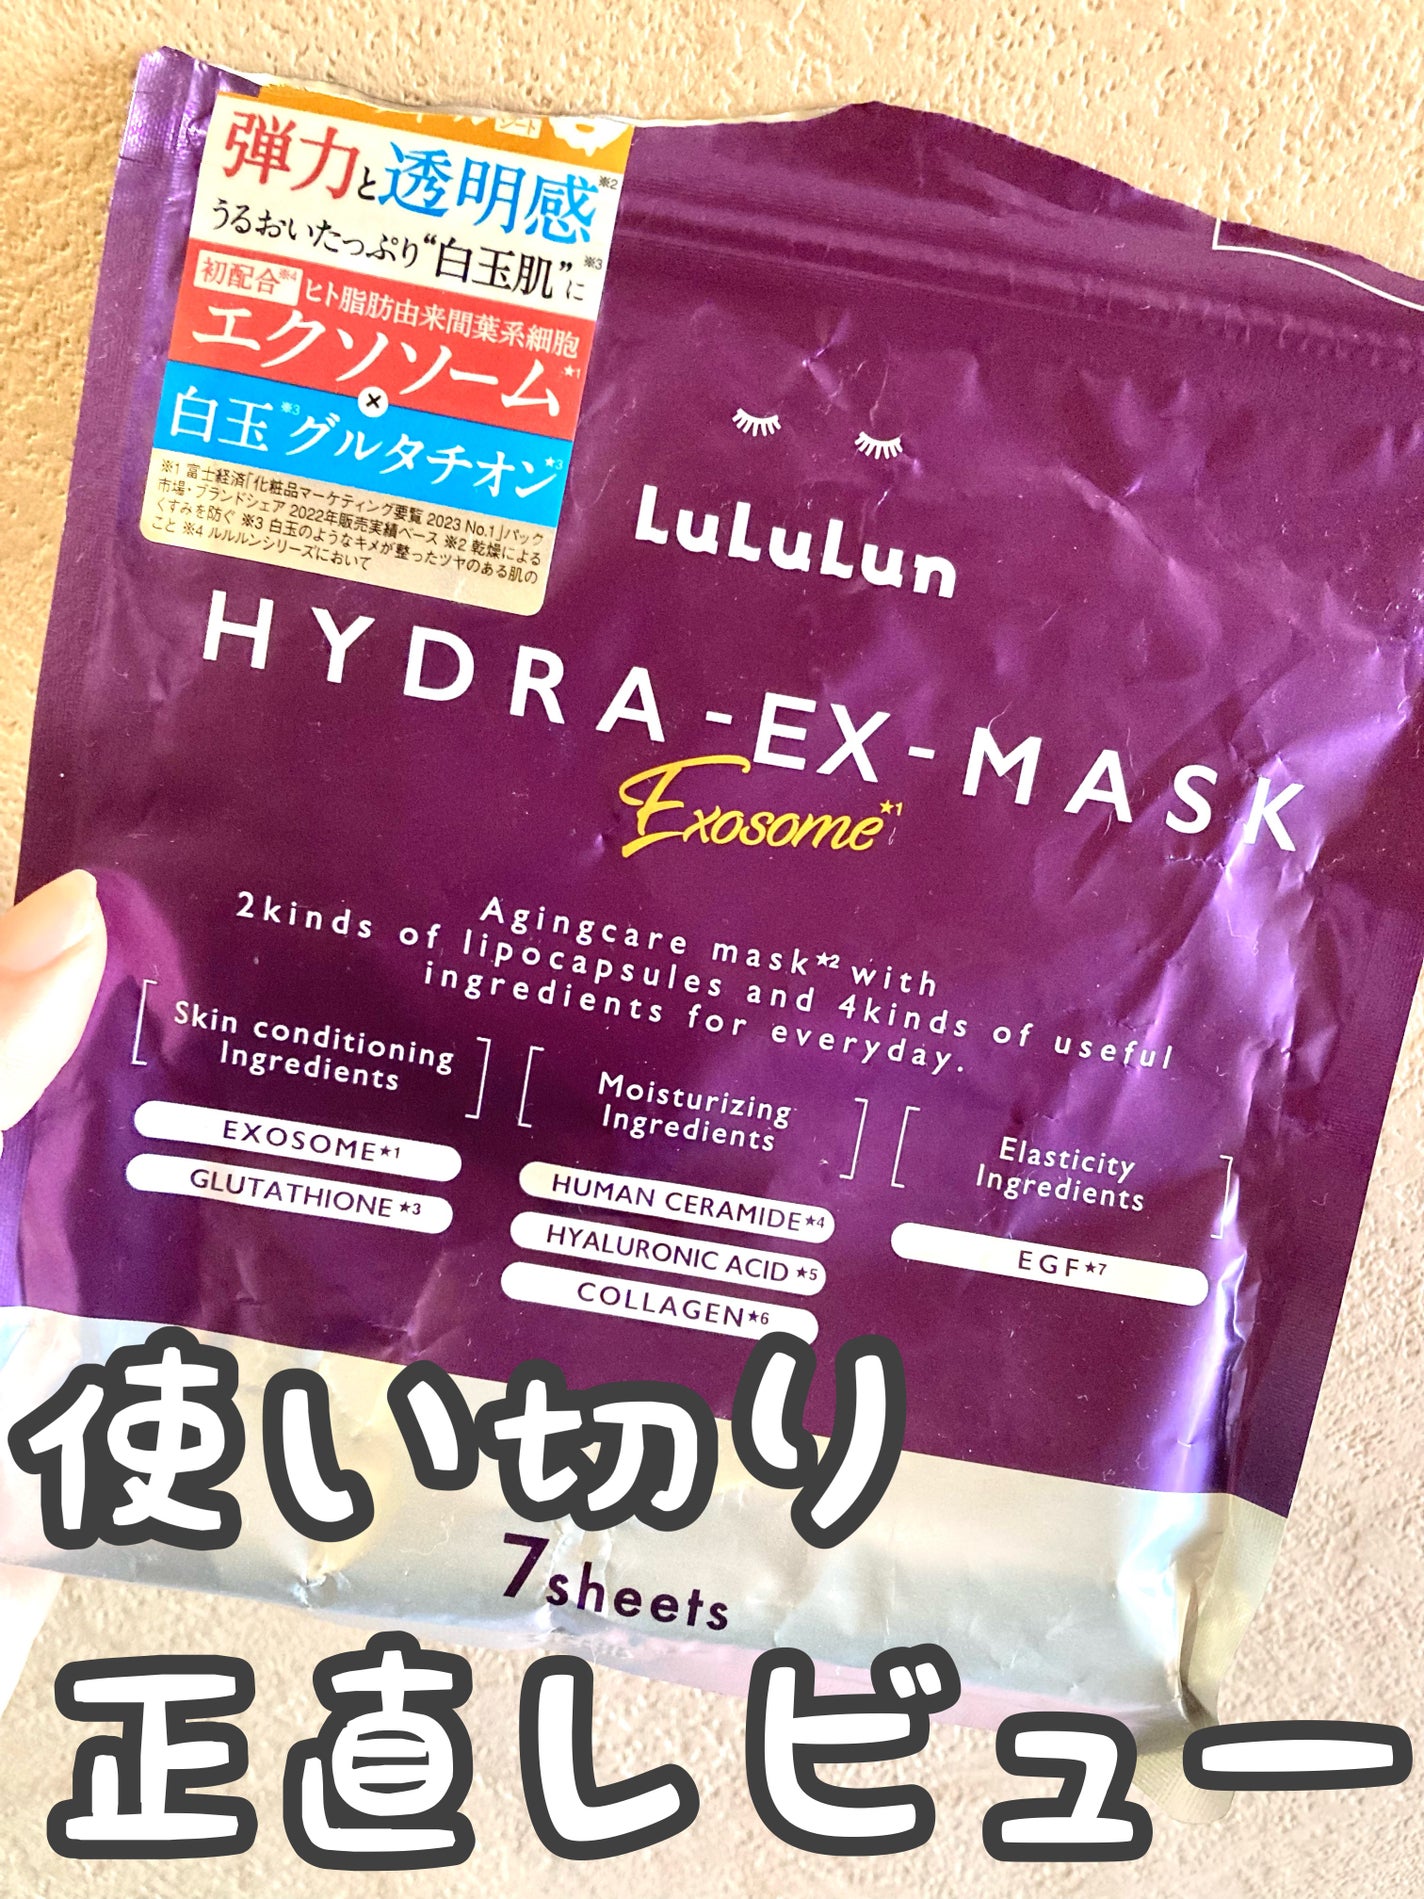 弾力と透明感※2
うるおいたっぷり“白玉肌”※3に
初配合※4 ヒト脂肪由来間葉系細胞
エクソソーム★1
×
白玉※3グルタチオン★3
※1 富士経済「化粧品マーケティング要覧 2023 No.1」パック
市場・ブランドシェア 2022年販売実績ベース ※2 乾燥による
くすみを防ぐ ※3 白玉のようなキメが整ったツヤのある肌の
こと ※4 ルルルンシリーズにおいて
LuLuLun
HYDRA-EX-MASK
Exosome★1
Agingcare mask★2 with
2kinds of lipocapsules and 4kinds of useful
ingredients for everyday.
Skin conditioning
Ingredients
EXOSOME★1
GLUTATHIONE★3
Moisturizing
Ingredients
HUMAN CERAMIDE★4
HYALURONIC ACID★5
COLLAGEN★6
Elasticity
Ingredients
EGF★7
使い切り
7sheets
正直レビュー